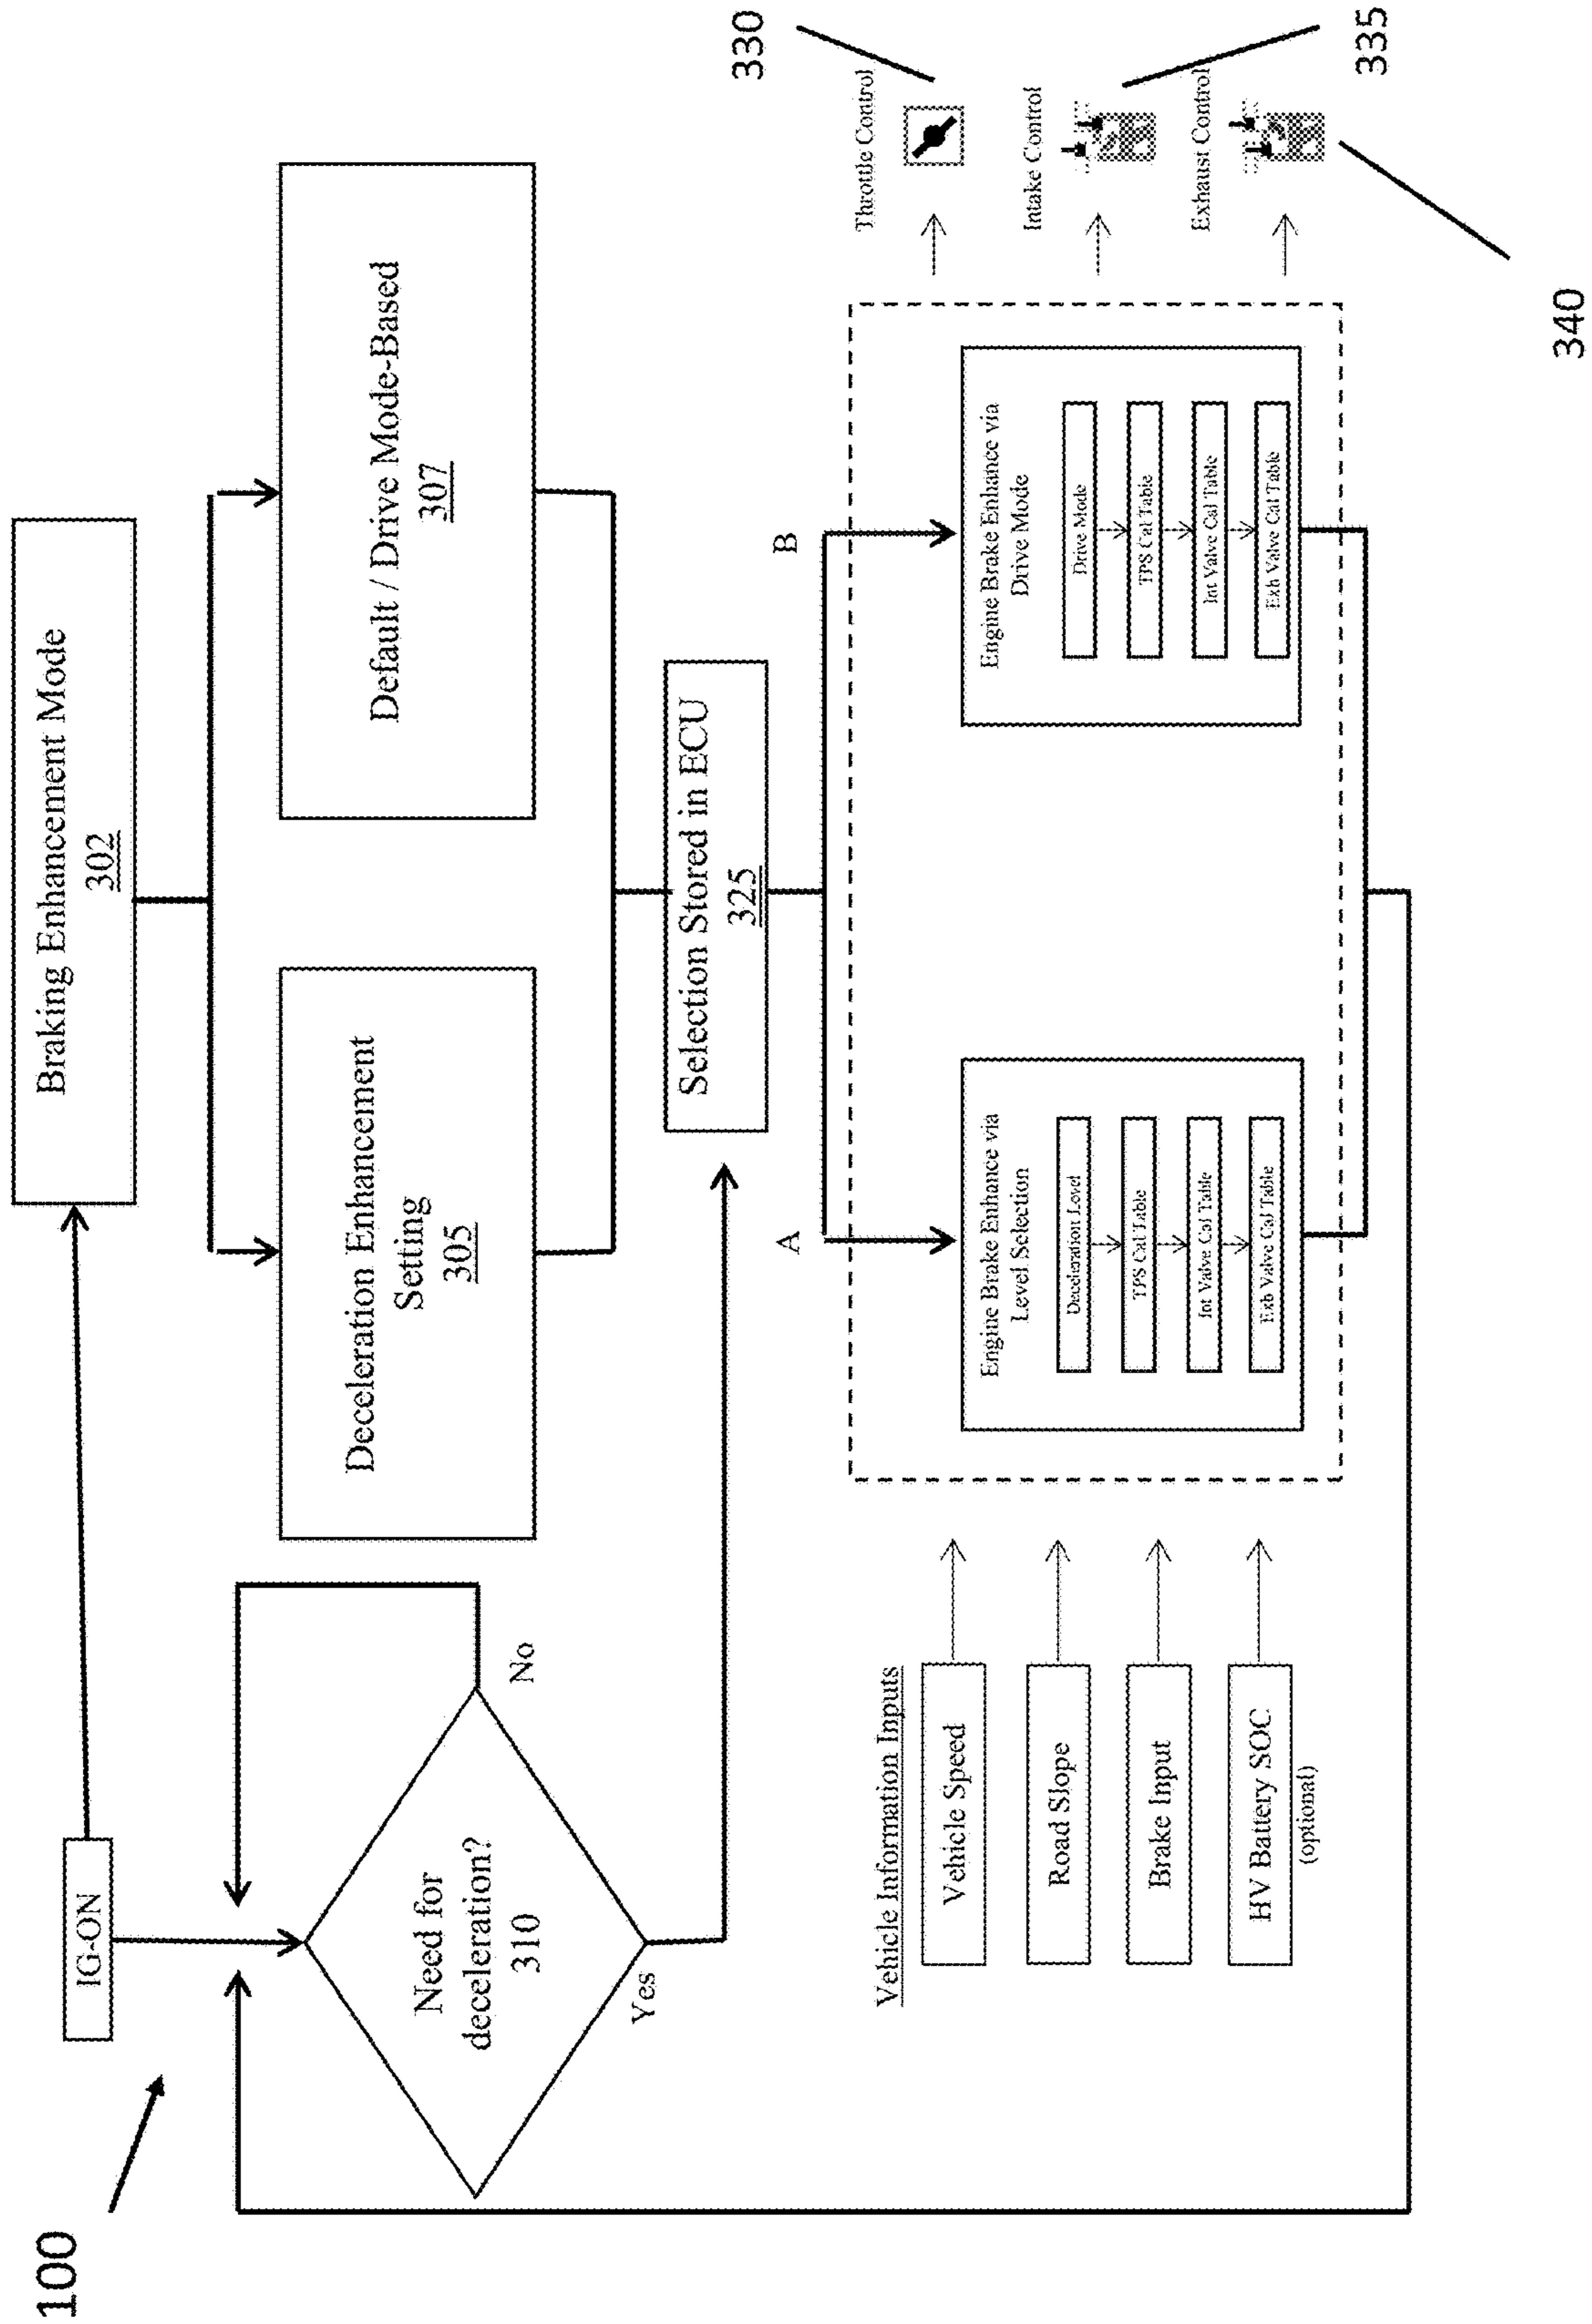 100
IG-ON
Braking Enhancement Mode
302
Need for
deceleration?
310
No
Yes
Deceleration Enhancement
Setting
305
Default / Drive Mode-Based
307
Selection Stored in ECU
325
A
B
Vehicle Information Inputs
Vehicle Speed
Road Slope
Brake Input
HV Battery SOC
(optional)
Engine Brake Enhance via
Level Selection
Deceleration Level
TPS Cal Table
Int Valve Cal Table
Exh Valve Cal Table
Engine Brake Enhance via
Drive Mode
Drive Mode
TPS Cal Table
Int Valve Cal Table
Exh Valve Cal Table
330
Throttle Control
Intake Control
335
Exhaust Control
340